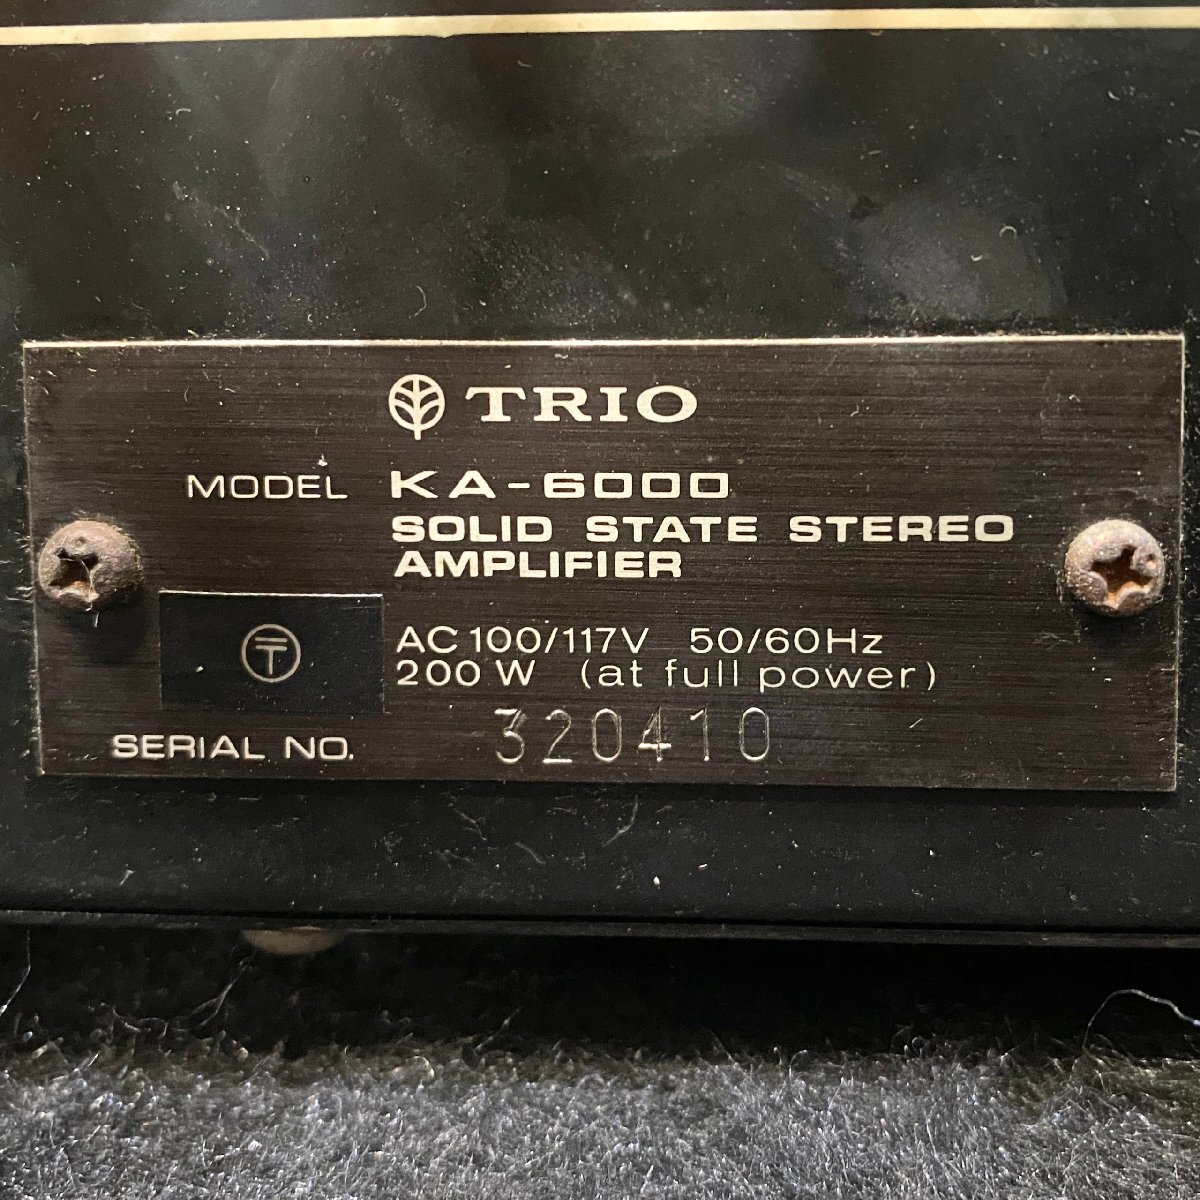 TRIO
MODEL KA-6000
SOLID STATE STEREO
AMPLIFIER
〒
AC 100/117V 50/60Hz
200 W (at full power)
SERIAL NO. 320410